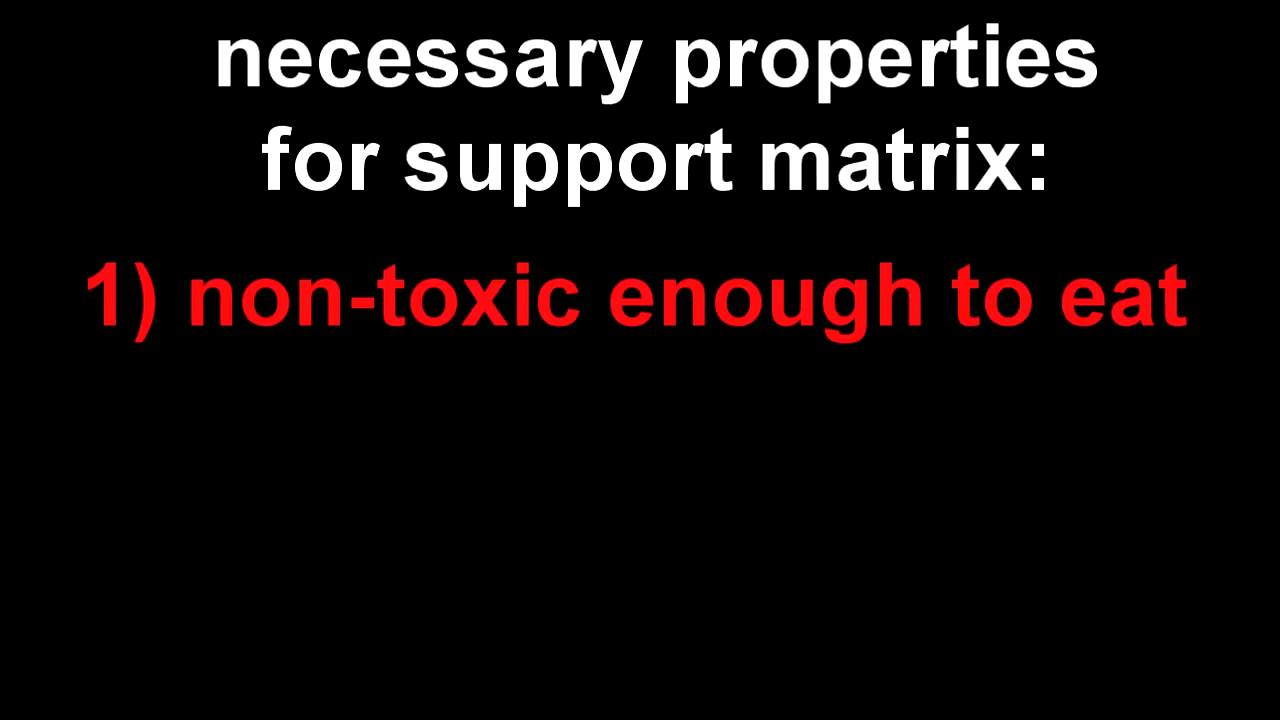 necessary properties
for support matrix:
1) non-toxic enough to eat